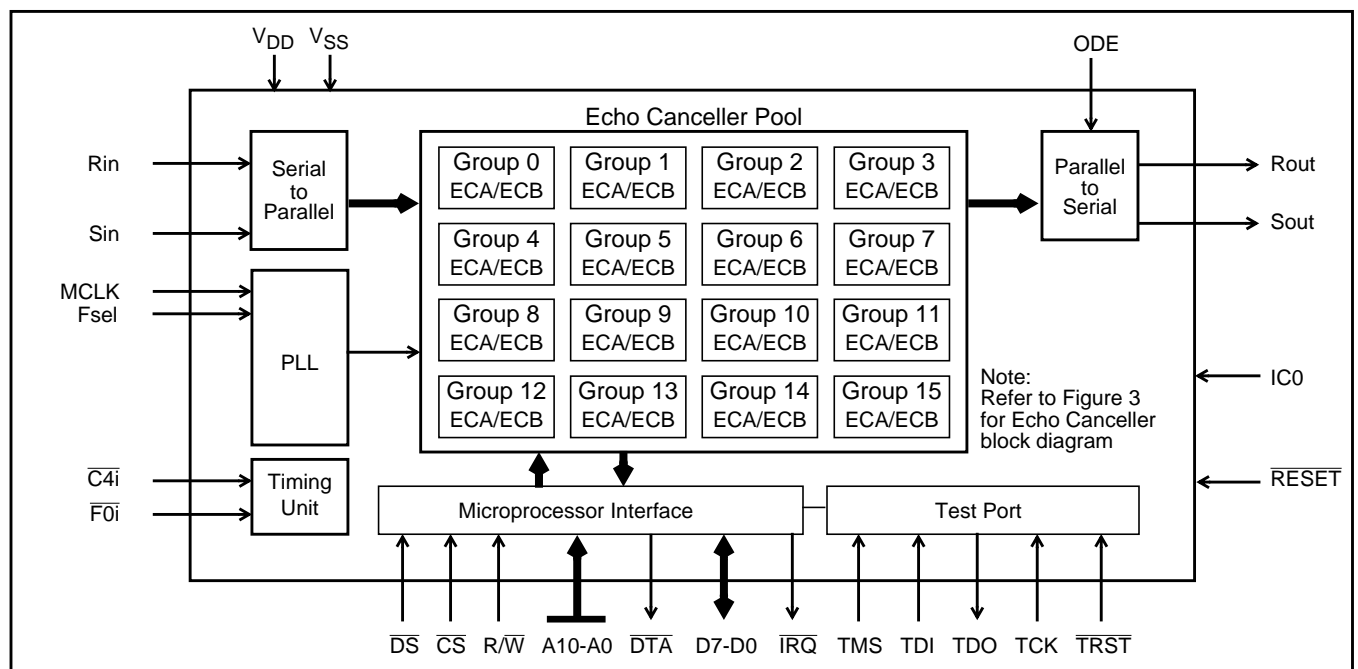 V̅DD VSS ODE
Echo Canceller Pool
Rin
Sin
Serial
to
Parallel
Group 0
ECA/ECB
Group 1
ECA/ECB
Group 2
ECA/ECB
Group 3
ECA/ECB
Parallel
to
Serial
Rout
Sout
Group 4
ECA/ECB
Group 5
ECA/ECB
Group 6
ECA/ECB
Group 7
ECA/ECB
MCLK
Fsel
PLL
Group 8
ECA/ECB
Group 9
ECA/ECB
Group 10
ECA/ECB
Group 11
ECA/ECB
Group 12
ECA/ECB
Group 13
ECA/ECB
Group 14
ECA/ECB
Group 15
ECA/ECB
Note:
Refer to Figure 3
for Echo Canceller
block diagram
IC0
C4i
F0i
Timing
Unit
RESET
Microprocessor Interface
Test Port
DS CS R/W A10-A0 DTA D7-D0 IRQ TMS TDI TDO TCK TRST